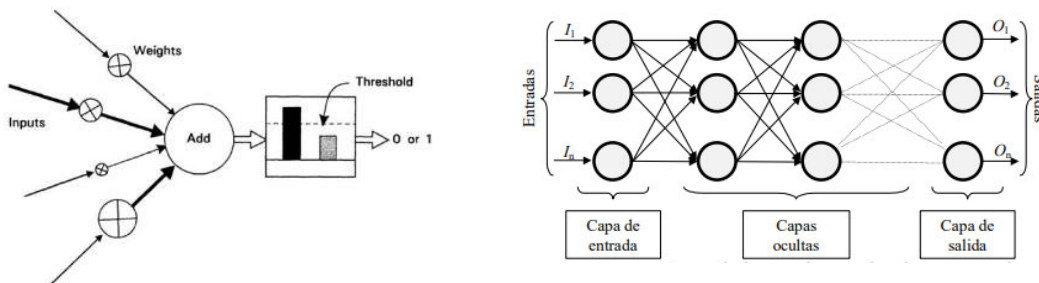 Weights
Threshold
Inputs
Add
0 or 1
Entradas
I1
I2
In
O1
O2
On
Salidas
Capa de
entrada
Capas
ocultas
Capa de
salida